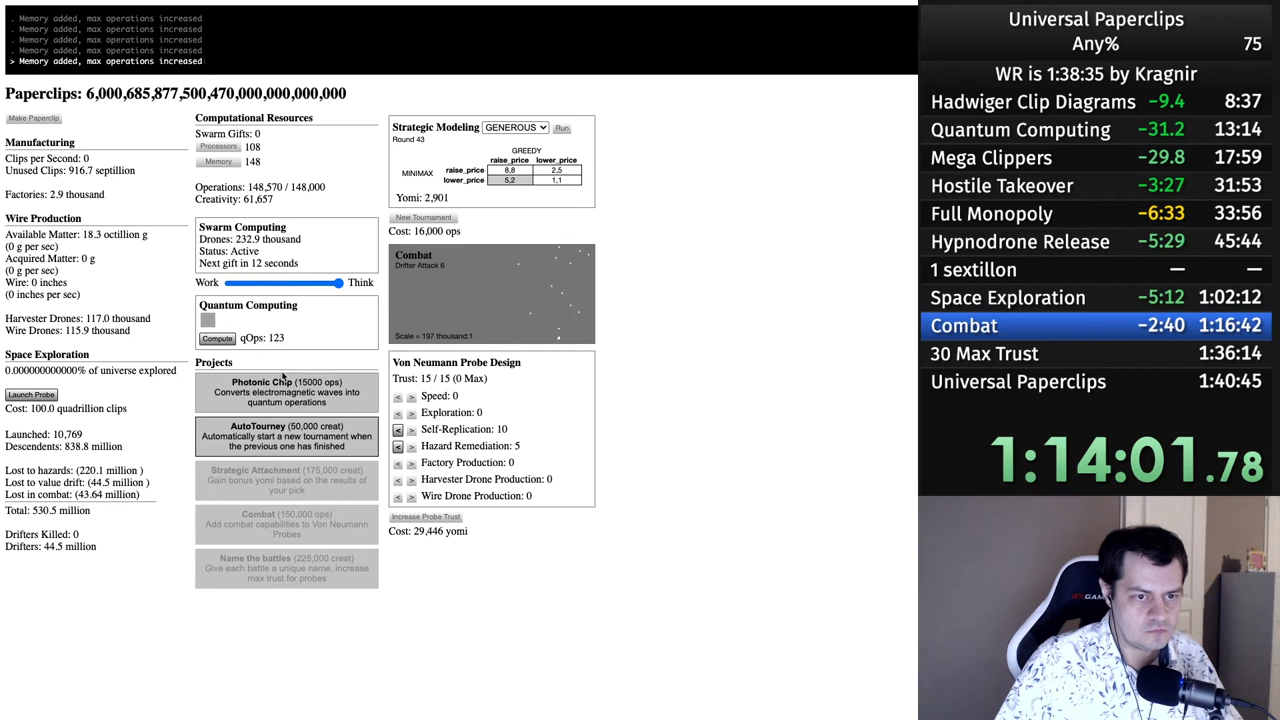 . Memory added, max operations increased
. Memory added, max operations increased
. Memory added, max operations increased
. Memory added, max operations increased
> Memory added, max operations increased
Paperclips: 6,000,685,877,500,470,000,000,000,000
Make Paperclip
Manufacturing
Clips per Second: 0
Unused Clips: 916.7 septillion
Factories: 2.9 thousand
Wire Production
Available Matter: 18.3 octillion g
(0 g per sec)
Acquired Matter: 0 g
(0 g per sec)
Wire: 0 inches
(0 inches per sec)
Harvester Drones: 117.0 thousand
Wire Drones: 115.9 thousand
Space Exploration
0.000000000000% of universe explored
Launch Probe
Cost: 100.0 quadrillion clips
Launched: 10,769
Descendents: 838.8 million
Lost to hazards: (220.1 million )
Lost to value drift: (44.5 million )
Lost in combat: (43.64 million)
Total: 530.5 million
Drifters Killed: 0
Drifters: 44.5 million
Computational Resources
Swarm Gifts: 0
Processors 108
Memory 148
Operations: 148,570 / 148,000
Creativity: 61,657
Swarm Computing
Drones: 232.9 thousand
Status: Active
Next gift in 12 seconds
Work Think
Quantum Computing
Compute qOps: 123
Projects
Photonic Chip (15000 ops)
Converts electromagnetic waves into
quantum operations
AutoTourney (50,000 creat)
Automatically start a new tournament when
the previous one has finished
Strategic Attachment (175,000 creat)
Gain bonus yomi based on the results of
your pick
Combat (150,000 ops)
Add combat capabilities to Von Neumann
Probes
Name the battles (225,000 creat)
Give each battle a unique name, increase
max trust for probes
Strategic Modeling GENEROUS Run
Round 43
GREEDY
raise_price lower_price
MINIMAX raise_price 8,8 2,5
lower_price 5,2 1,1
Yomi: 2,901
New Tournament
Cost: 16,000 ops
Combat
Drifter Attack 6
Scale = 197 thousand:1
Von Neumann Probe Design
Trust: 15 / 15 (0 Max)
< > Speed: 0
< > Exploration: 0
< > Self-Replication: 10
< > Hazard Remediation: 5
< > Factory Production: 0
< > Harvester Drone Production: 0
< > Wire Drone Production: 0
Increase Probe Trust
Cost: 29,446 yomi
Universal Paperclips
Any% 75
WR is 1:38:35 by Kragnir
Hadwiger Clip Diagrams −9.4 8:37
Quantum Computing −31.2 13:14
Mega Clippers −29.8 17:59
Hostile Takeover −3:27 31:53
Full Monopoly −6:33 33:56
Hypnodrone Release −5:29 45:44
1 sextillon — —
Space Exploration −5:12 1:02:12
Combat −2:40 1:16:42
30 Max Trust 1:36:14
Universal Paperclips 1:40:45
1:14:01.78